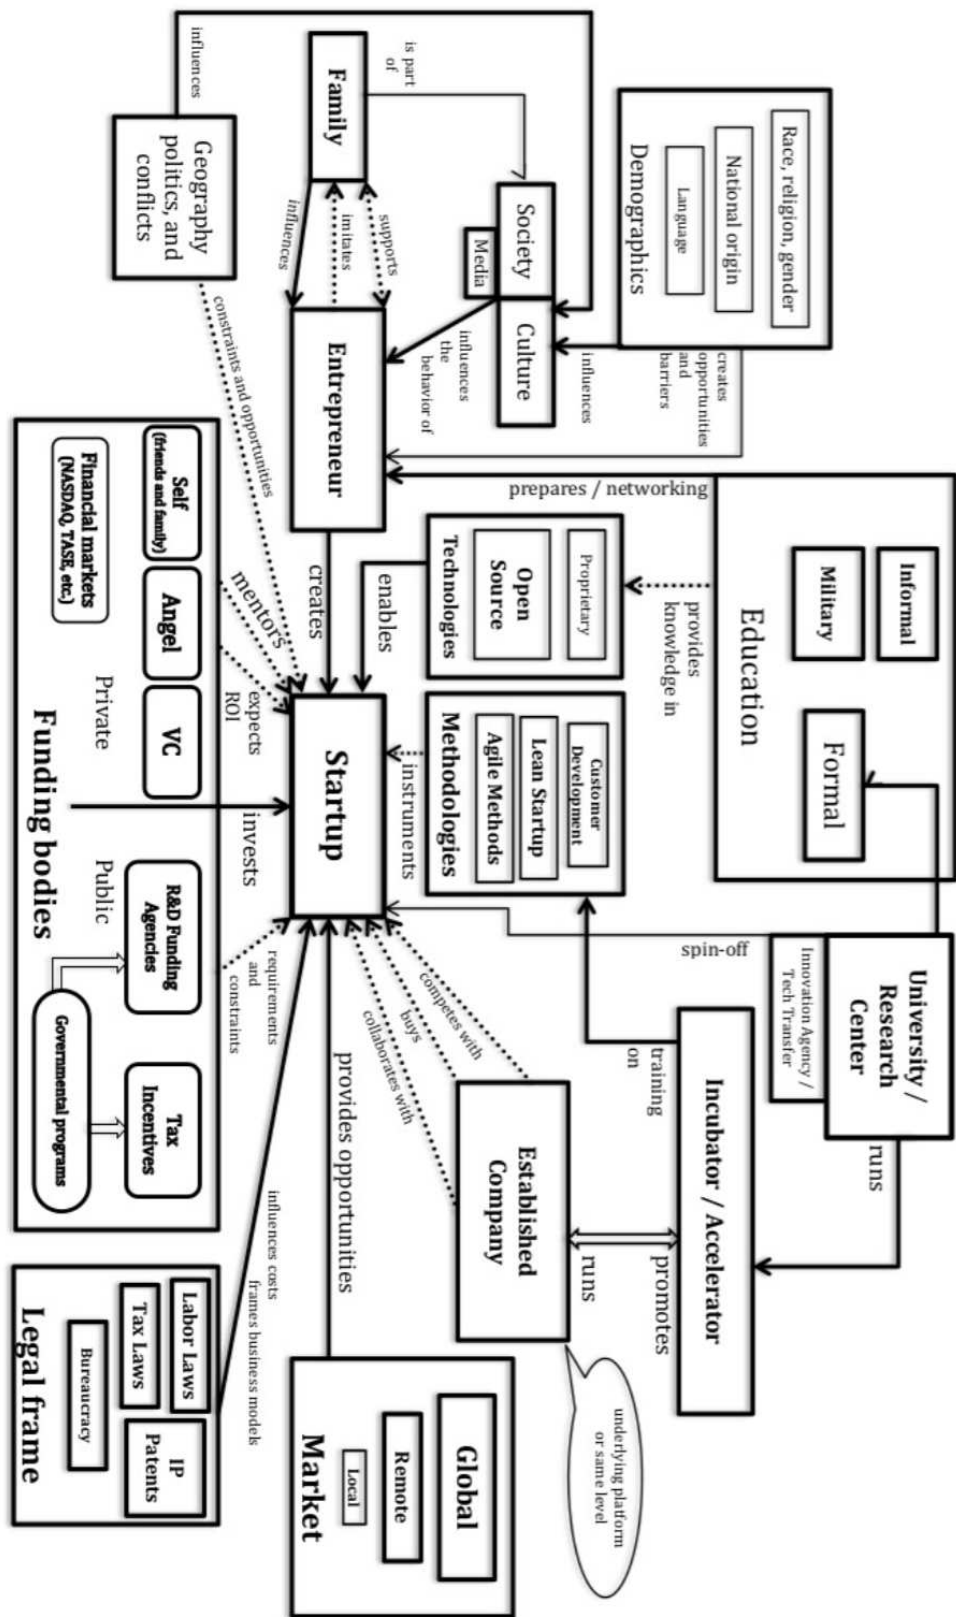 Race, religion, gender
National origin
Language
Demographics
influences
creates
opportunities
and
barriers
Informal
Military
Formal
Education
University /
Research
Center
Innovation Agency /
Tech Transfer
runs
spin-off
Incubator / Accelerator
promotes
runs
training
on
underlying platform
or same level
is part
of
Society
Culture
Media
influences
the
behavior of
prepares / networking
provides
knowledge in
Proprietary
Open
Source
Technologies
enables
Customer
Development
Lean Startup
Agile Methods
Methodologies
instruments
Established
Company
competes with
buys
collaborates with
Global
Remote
Local
Market
Family
supports
imitates
influences
Entrepreneur
creates
Startup
provides opportunities
influences
Geography
politics, and
conflicts
constraints and opportunities
mentors
expects
ROI
invests
requirements
and
constraints
influences costs
frames business models
Self
(friends and family)
Angel
VC
Financial markets
(NASDAQ, TASE, etc.)
Private
Public
R&D Funding
Agencies
Tax
Incentives
Governmental programs
Funding bodies
Labor Laws
Tax Laws
IP
Patents
Bureaucracy
Legal frame